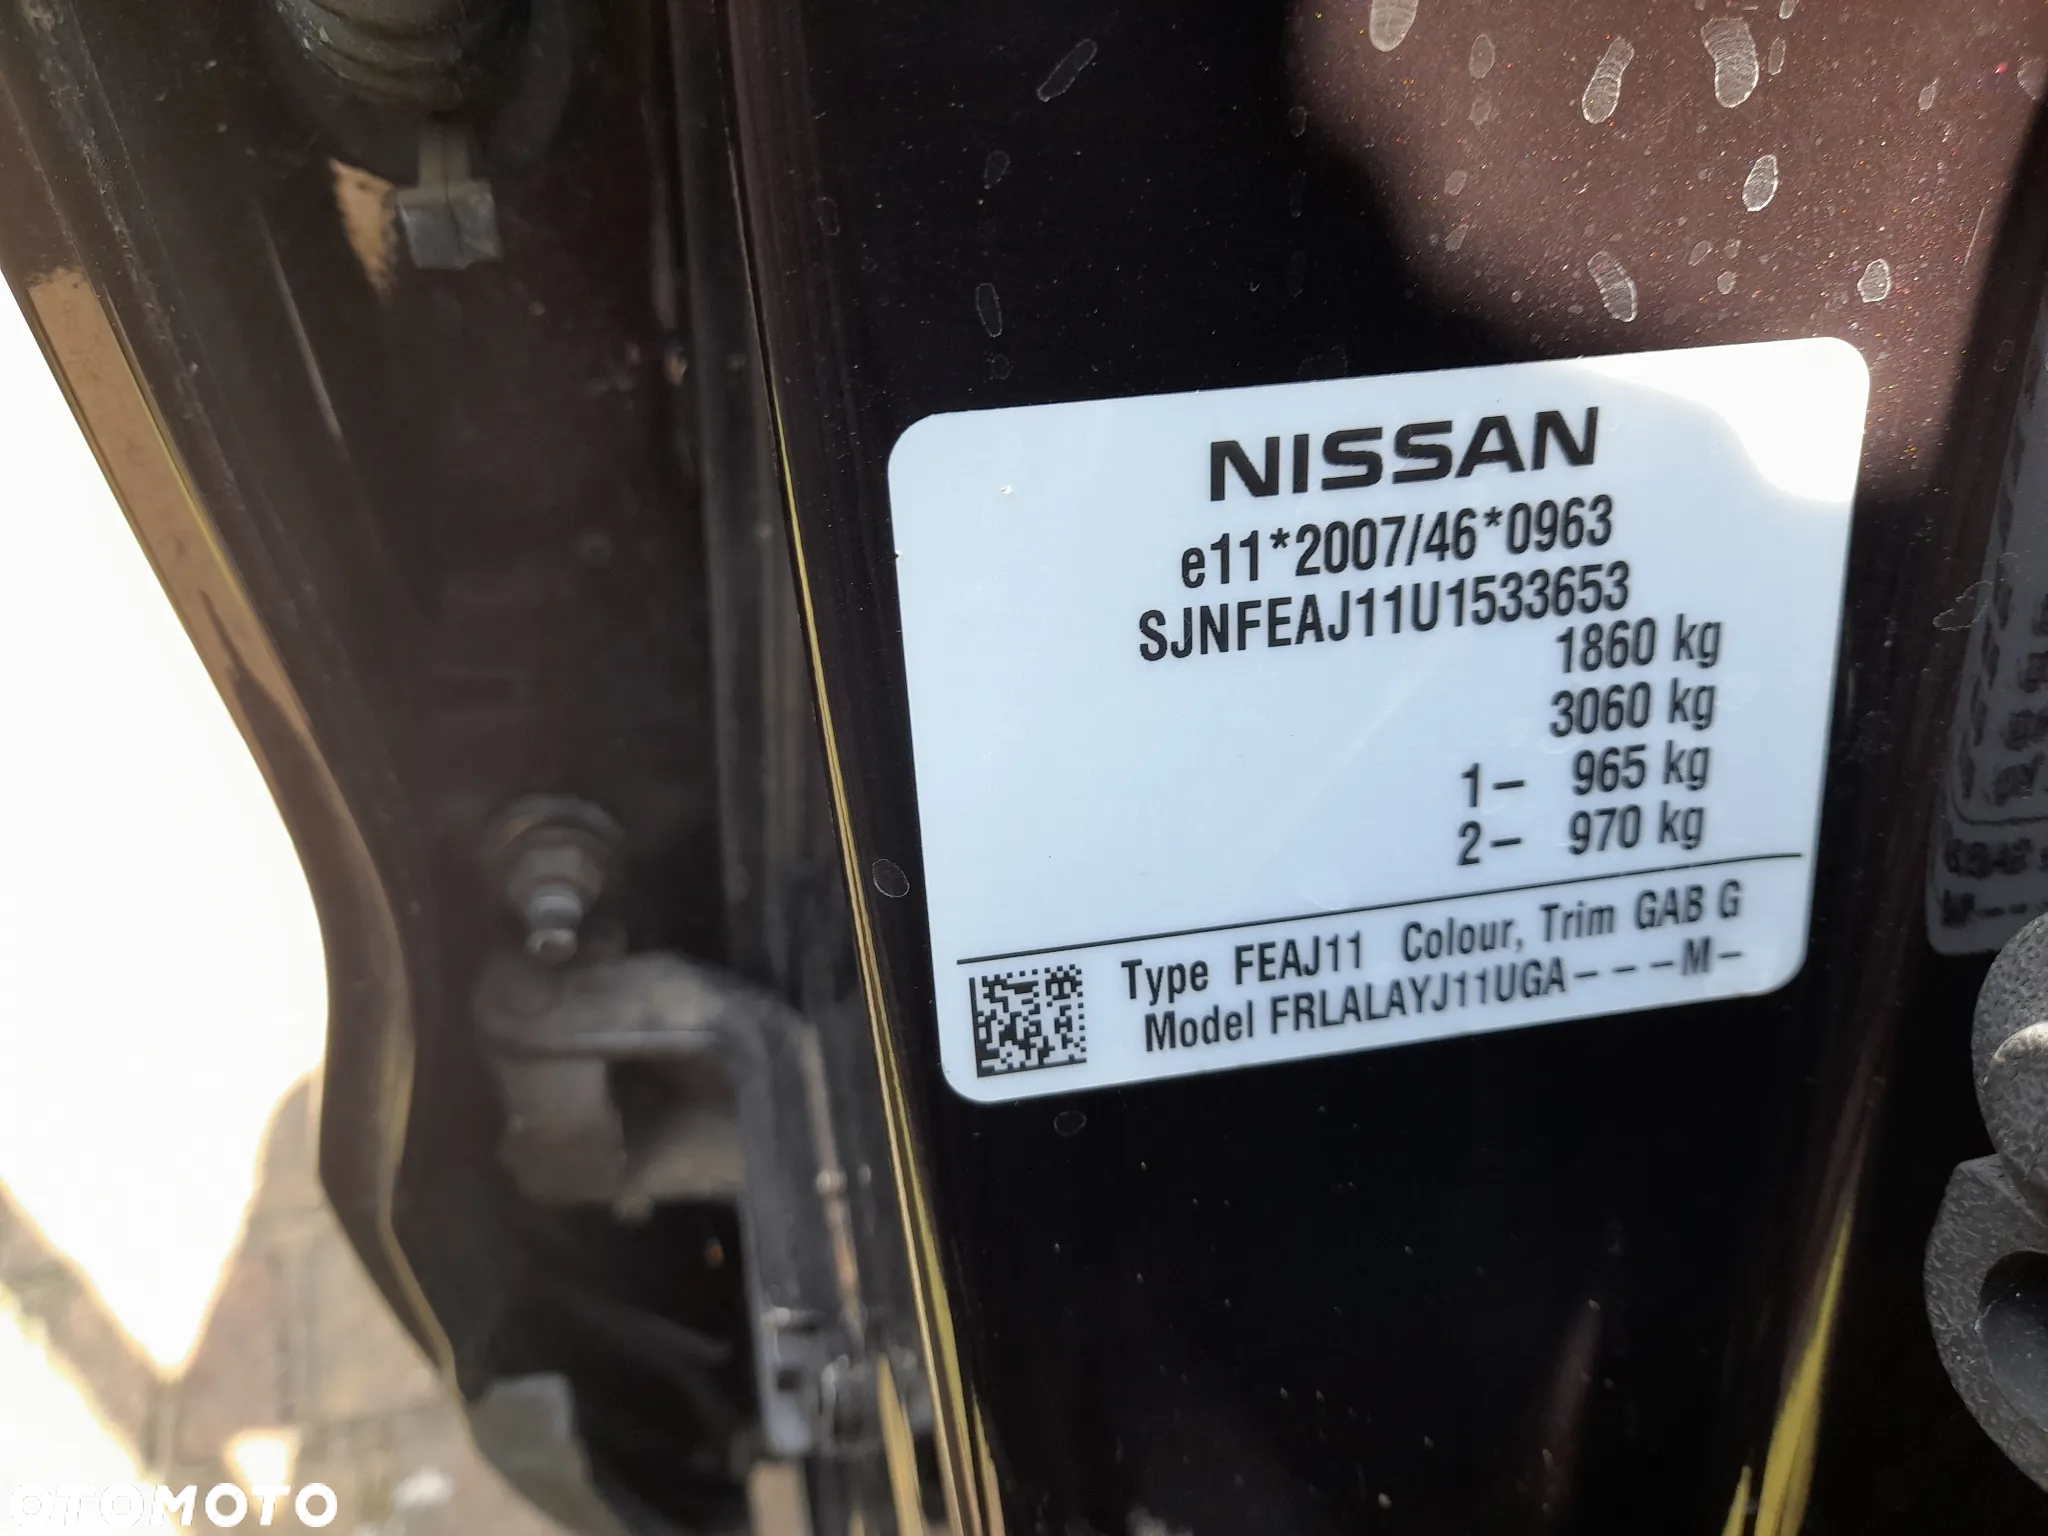 NISSAN
e11*2007/46*0963
SJNFEAJ11U1533653
1860 kg
3060 kg
1- 965 kg
2- 970 kg
Type FEAJ11 Colour, Trim GAB G
Model FRLALAYJ11UGA---M-
OTOMOTO